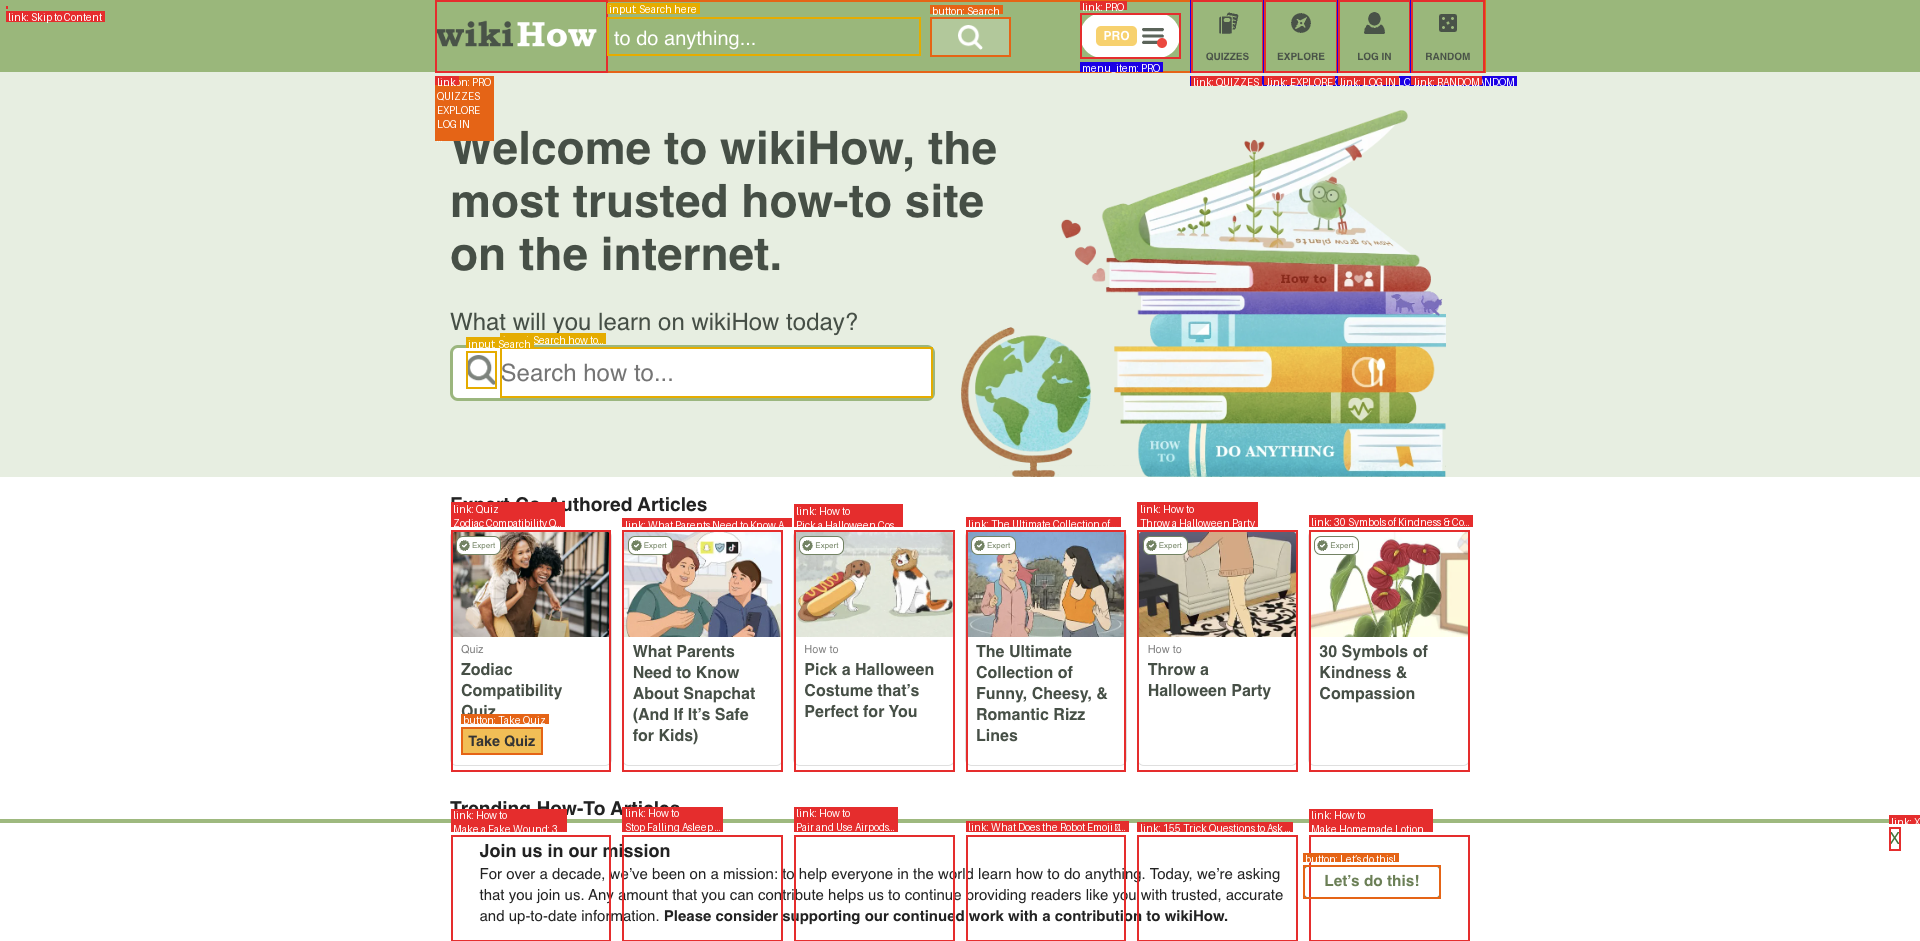 link: Skip to Content
wikiHow
input: Search here
to do anything...
button: Search
link: PRO
PRO
menu_item: PRO
QUIZZES
EXPLORE
LOG IN
RANDOM
link: QUIZZES
link: EXPLORE
link: LOG IN
link: RANDOM
link: PRO
QUIZZES
EXPLORE
LOG IN
Welcome to wikiHow, the
most trusted how-to site
on the internet.
What will you learn on wikiHow today?
input: Search
Search how to...
Search how to...
How to grow plants
How to
HOW
TO
DO ANYTHING
Expert Co-Authored Articles
link: Quiz
Zodiac Compatibility Q...
link: What Parents Need to Know A...
link: How to
Pick a Halloween Cos...
link: The Ultimate Collection of...
link: How to
Throw a Halloween Party
link: 30 Symbols of Kindness & Co...
Expert
Expert
Expert
Expert
Expert
Expert
Quiz
Zodiac
Compatibility
Quiz
button: Take Quiz
Take Quiz
What Parents
Need to Know
About Snapchat
(And If It's Safe
for Kids)
How to
Pick a Halloween
Costume that's
Perfect for You
The Ultimate
Collection of
Funny, Cheesy, &
Romantic Rizz
Lines
How to
Throw a
Halloween Party
30 Symbols of
Kindness &
Compassion
Trending How-To Articles
link: How to
Make a Fake Wound: 3...
link: How to
Stop Falling Asleep...
link: How to
Pair and Use Airpods...
link: What Does the Robot Emoji
link: 155 Trick Questions to Ask...
link: How to
Make Homemade Lotion
link: X
X
Join us in our mission
For over a decade, we've been on a mission: to help everyone in the world learn how to do anything. Today, we're asking
that you join us. Any amount that you can contribute helps us to continue providing readers like you with trusted, accurate
and up-to-date information. Please consider supporting our continued work with a contribution to wikiHow.
button: Let's do this!
Let's do this!